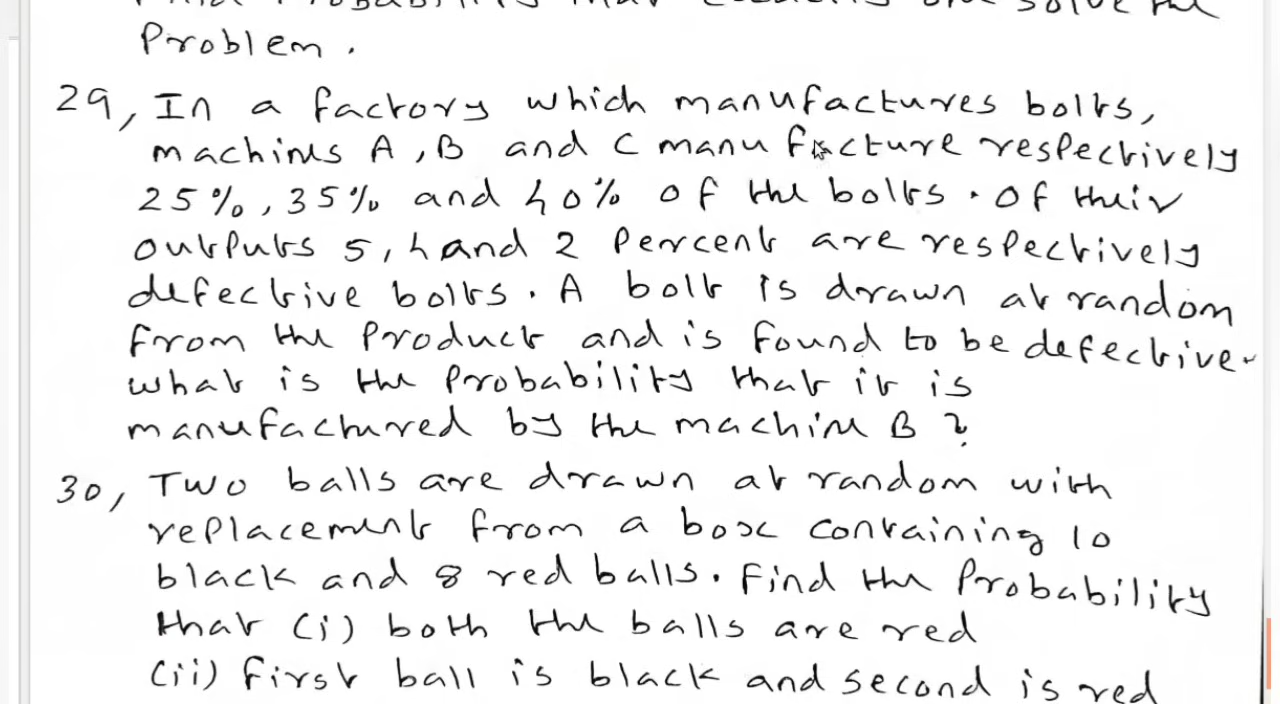 Problem.
29, In a factory which manufactures bolts,
machines A, B and C manufacture respectively
25%, 35% and 40% of the bolts. Of their
outputs 5, 4 and 2 Percent are respectively
defective bolts. A bolt is drawn at random
from the Product and is found to be defective.
what is the Probability that it is
manufactured by the machine B ?
30, Two balls are drawn at random with
replacement from a box containing 10
black and 8 red balls. Find the Probability
that (i) both the balls are red
(ii) first ball is black and second is red